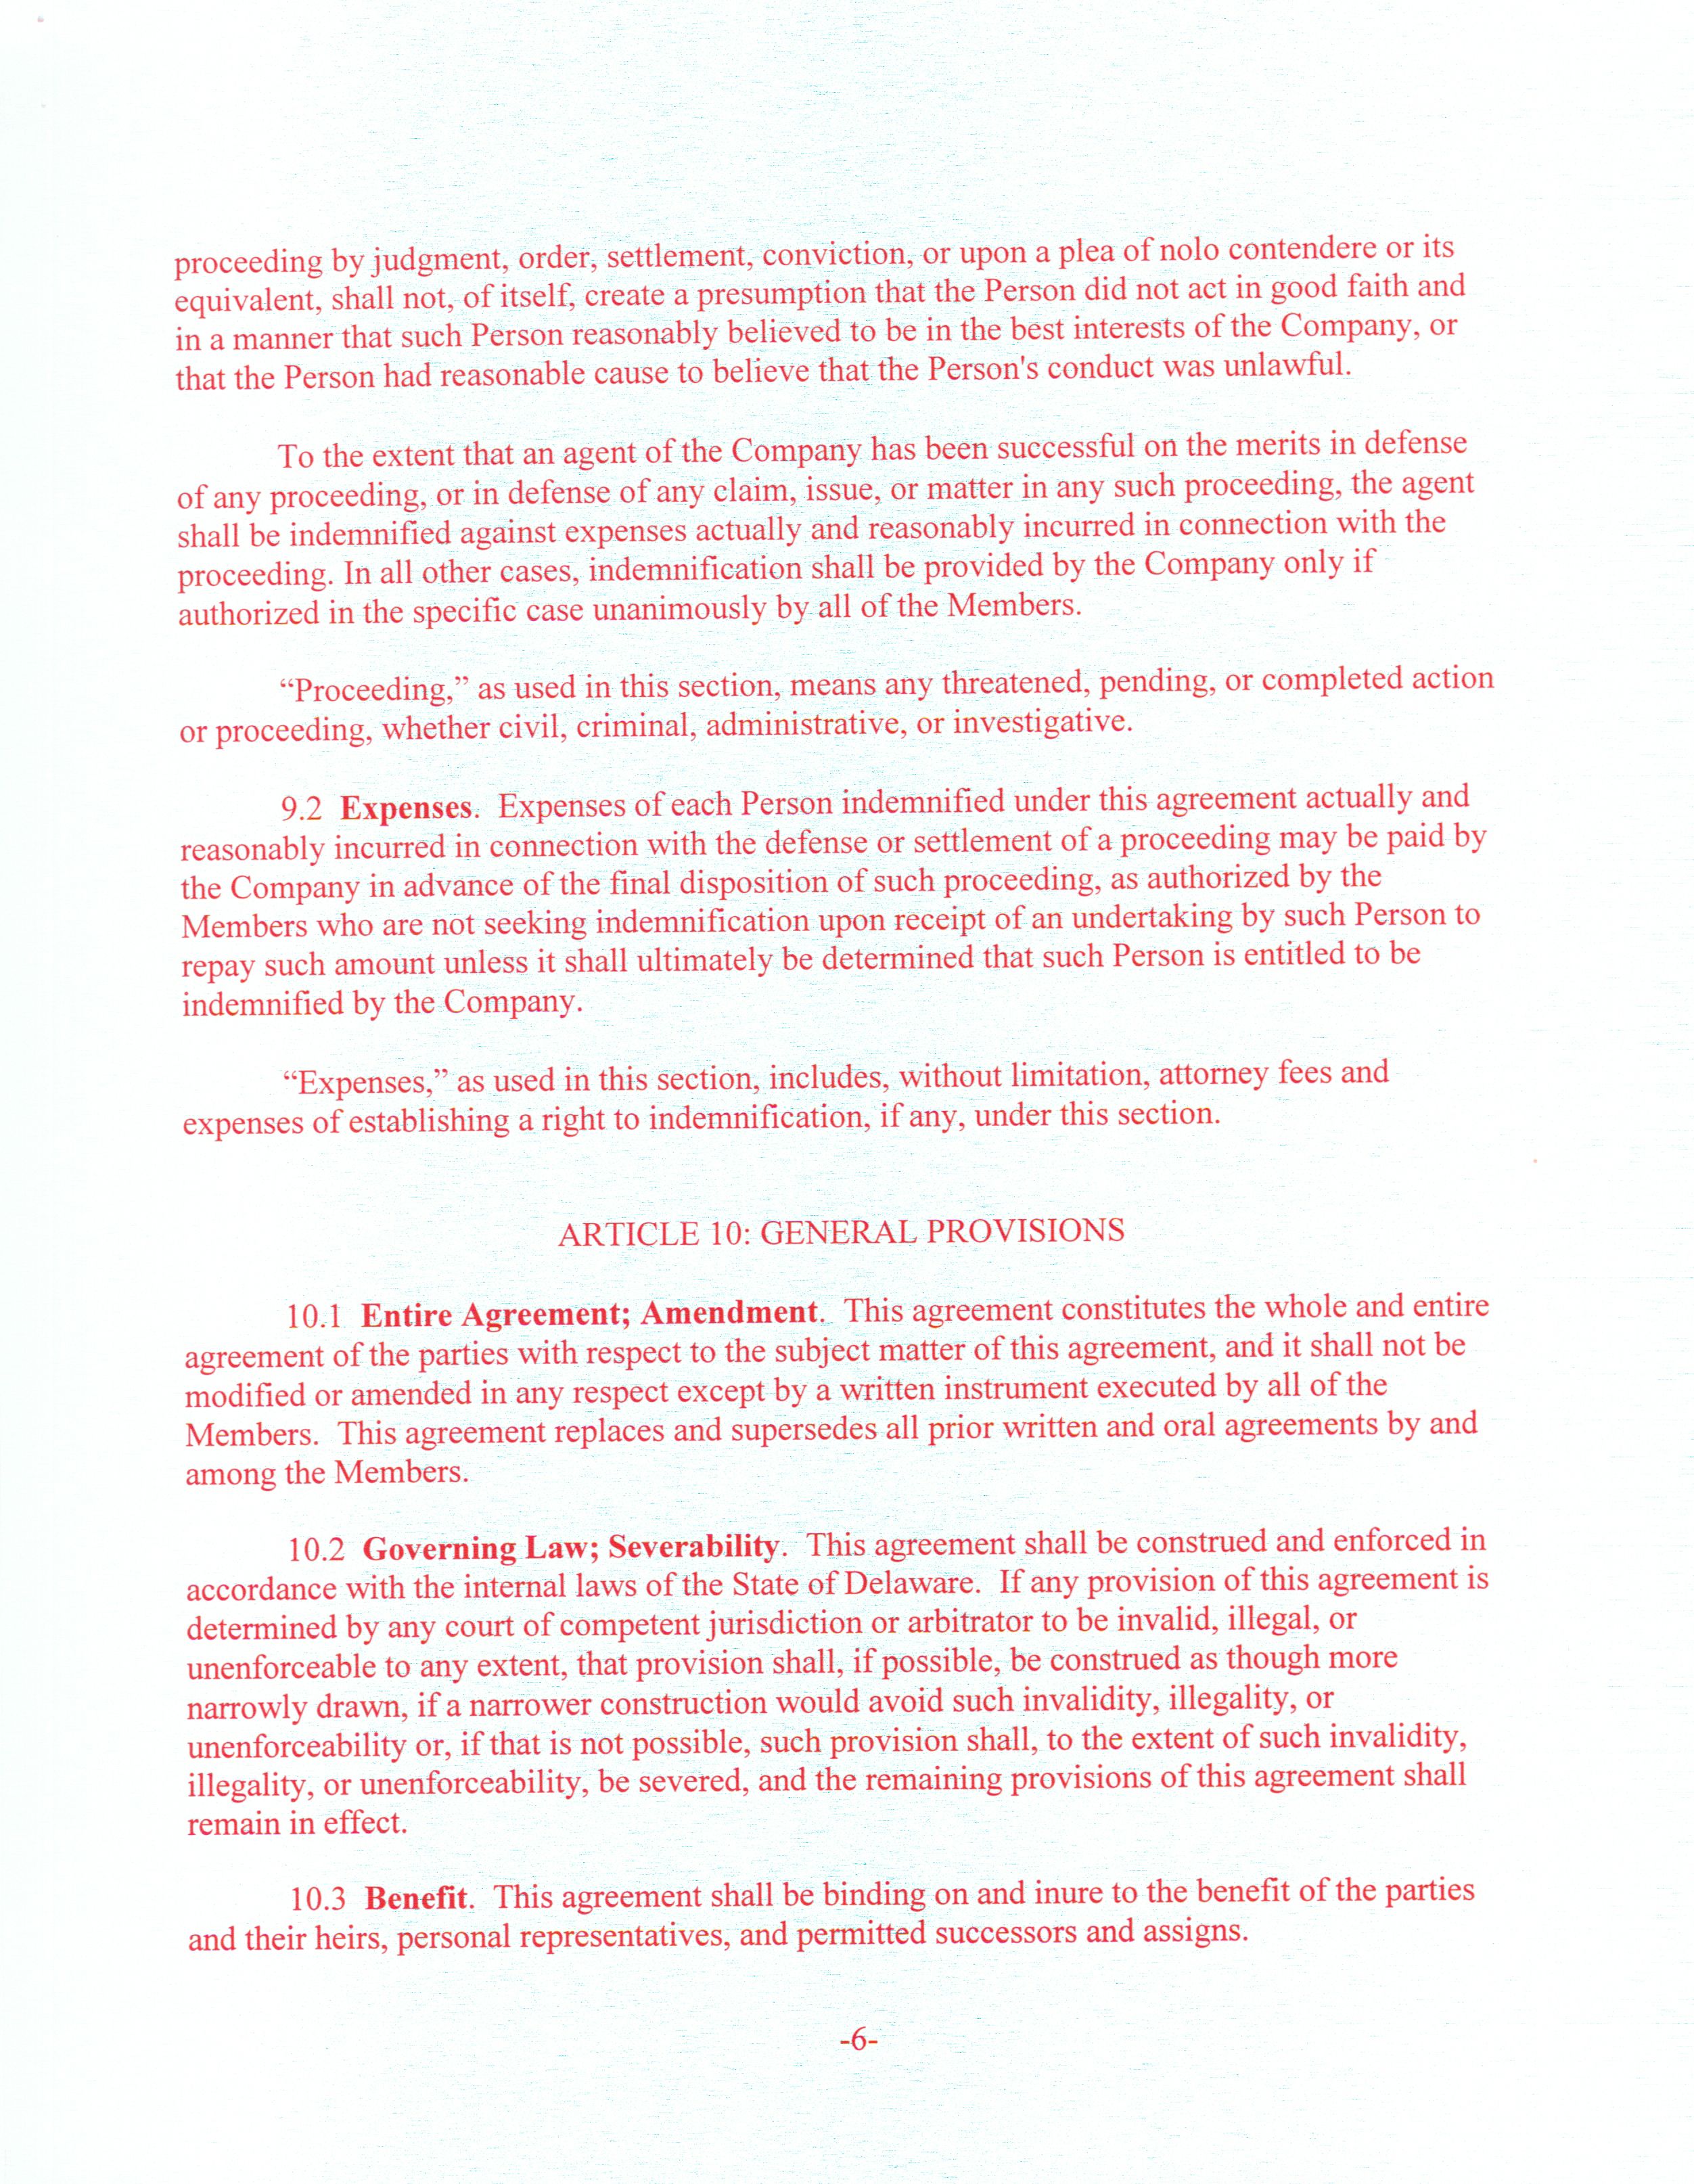 proceeding by judgment, order, settlement, conviction, or upon a plea of nolo contendere or its
equivalent, shall not, of itself, create a presumption that the Person did not act in good faith and
in a manner that such Person reasonably believed to be in the best interests of the Company, or
that the Person had reasonable cause to believe that the Person's conduct was unlawful.
To the extent that an agent of the Company has been successful on the merits in defense
of any proceeding, or in defense of any claim, issue, or matter in any such proceeding, the agent
shall be indemnified against expenses actually and reasonably incurred in connection with the
proceeding. In all other cases, indemnification shall be provided by the Company only if
authorized in the specific case unanimously by all of the Members.
“Proceeding,” as used in this section, means any threatened, pending, or completed action
or proceeding, whether civil, criminal, administrative, or investigative.
9.2 Expenses. Expenses of each Person indemnified under this agreement actually and
reasonably incurred in connection with the defense or settlement of a proceeding may be paid by
the Company in advance of the final disposition of such proceeding, as authorized by the
Members who are not seeking indemnification upon receipt of an undertaking by such Person to
repay such amount unless it shall ultimately be determined that such Person is entitled to be
indemnified by the Company.
“Expenses,” as used in this section, includes, without limitation, attorney fees and
expenses of establishing a right to indemnification, if any, under this section.
ARTICLE 10: GENERAL PROVISIONS
10.1 Entire Agreement; Amendment. This agreement constitutes the whole and entire
agreement of the parties with respect to the subject matter of this agreement, and it shall not be
modified or amended in any respect except by a written instrument executed by all of the
Members. This agreement replaces and supersedes all prior written and oral agreements by and
among the Members.
10.2 Governing Law; Severability. This agreement shall be construed and enforced in
accordance with the internal laws of the State of Delaware. If any provision of this agreement is
determined by any court of competent jurisdiction or arbitrator to be invalid, illegal, or
unenforceable to any extent, that provision shall, if possible, be construed as though more
narrowly drawn, if a narrower construction would avoid such invalidity, illegality, or
unenforceability or, if that is not possible, such provision shall, to the extent of such invalidity,
illegality, or unenforceability, be severed, and the remaining provisions of this agreement shall
remain in effect.
10.3 Benefit. This agreement shall be binding on and inure to the benefit of the parties
and their heirs, personal representatives, and permitted successors and assigns.
-6-